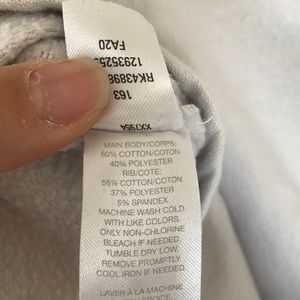 FA20
12935255
RK43898
163
XX7954
MAIN BODY/CORPS:
60% COTTON/COTON
40% POLYESTER
RIB/COTE:
58% COTTON/COTON
37% POLYESTER
5% SPANDEX
MACHINE WASH COLD.
WITH LIKE COLORS.
ONLY NON-CHLORINE
BLEACH IF NEEDED.
TUMBLE DRY LOW.
REMOVE PROMPTLY.
COOL IRON IF NEEDED.
LAVER À LA MACHINE